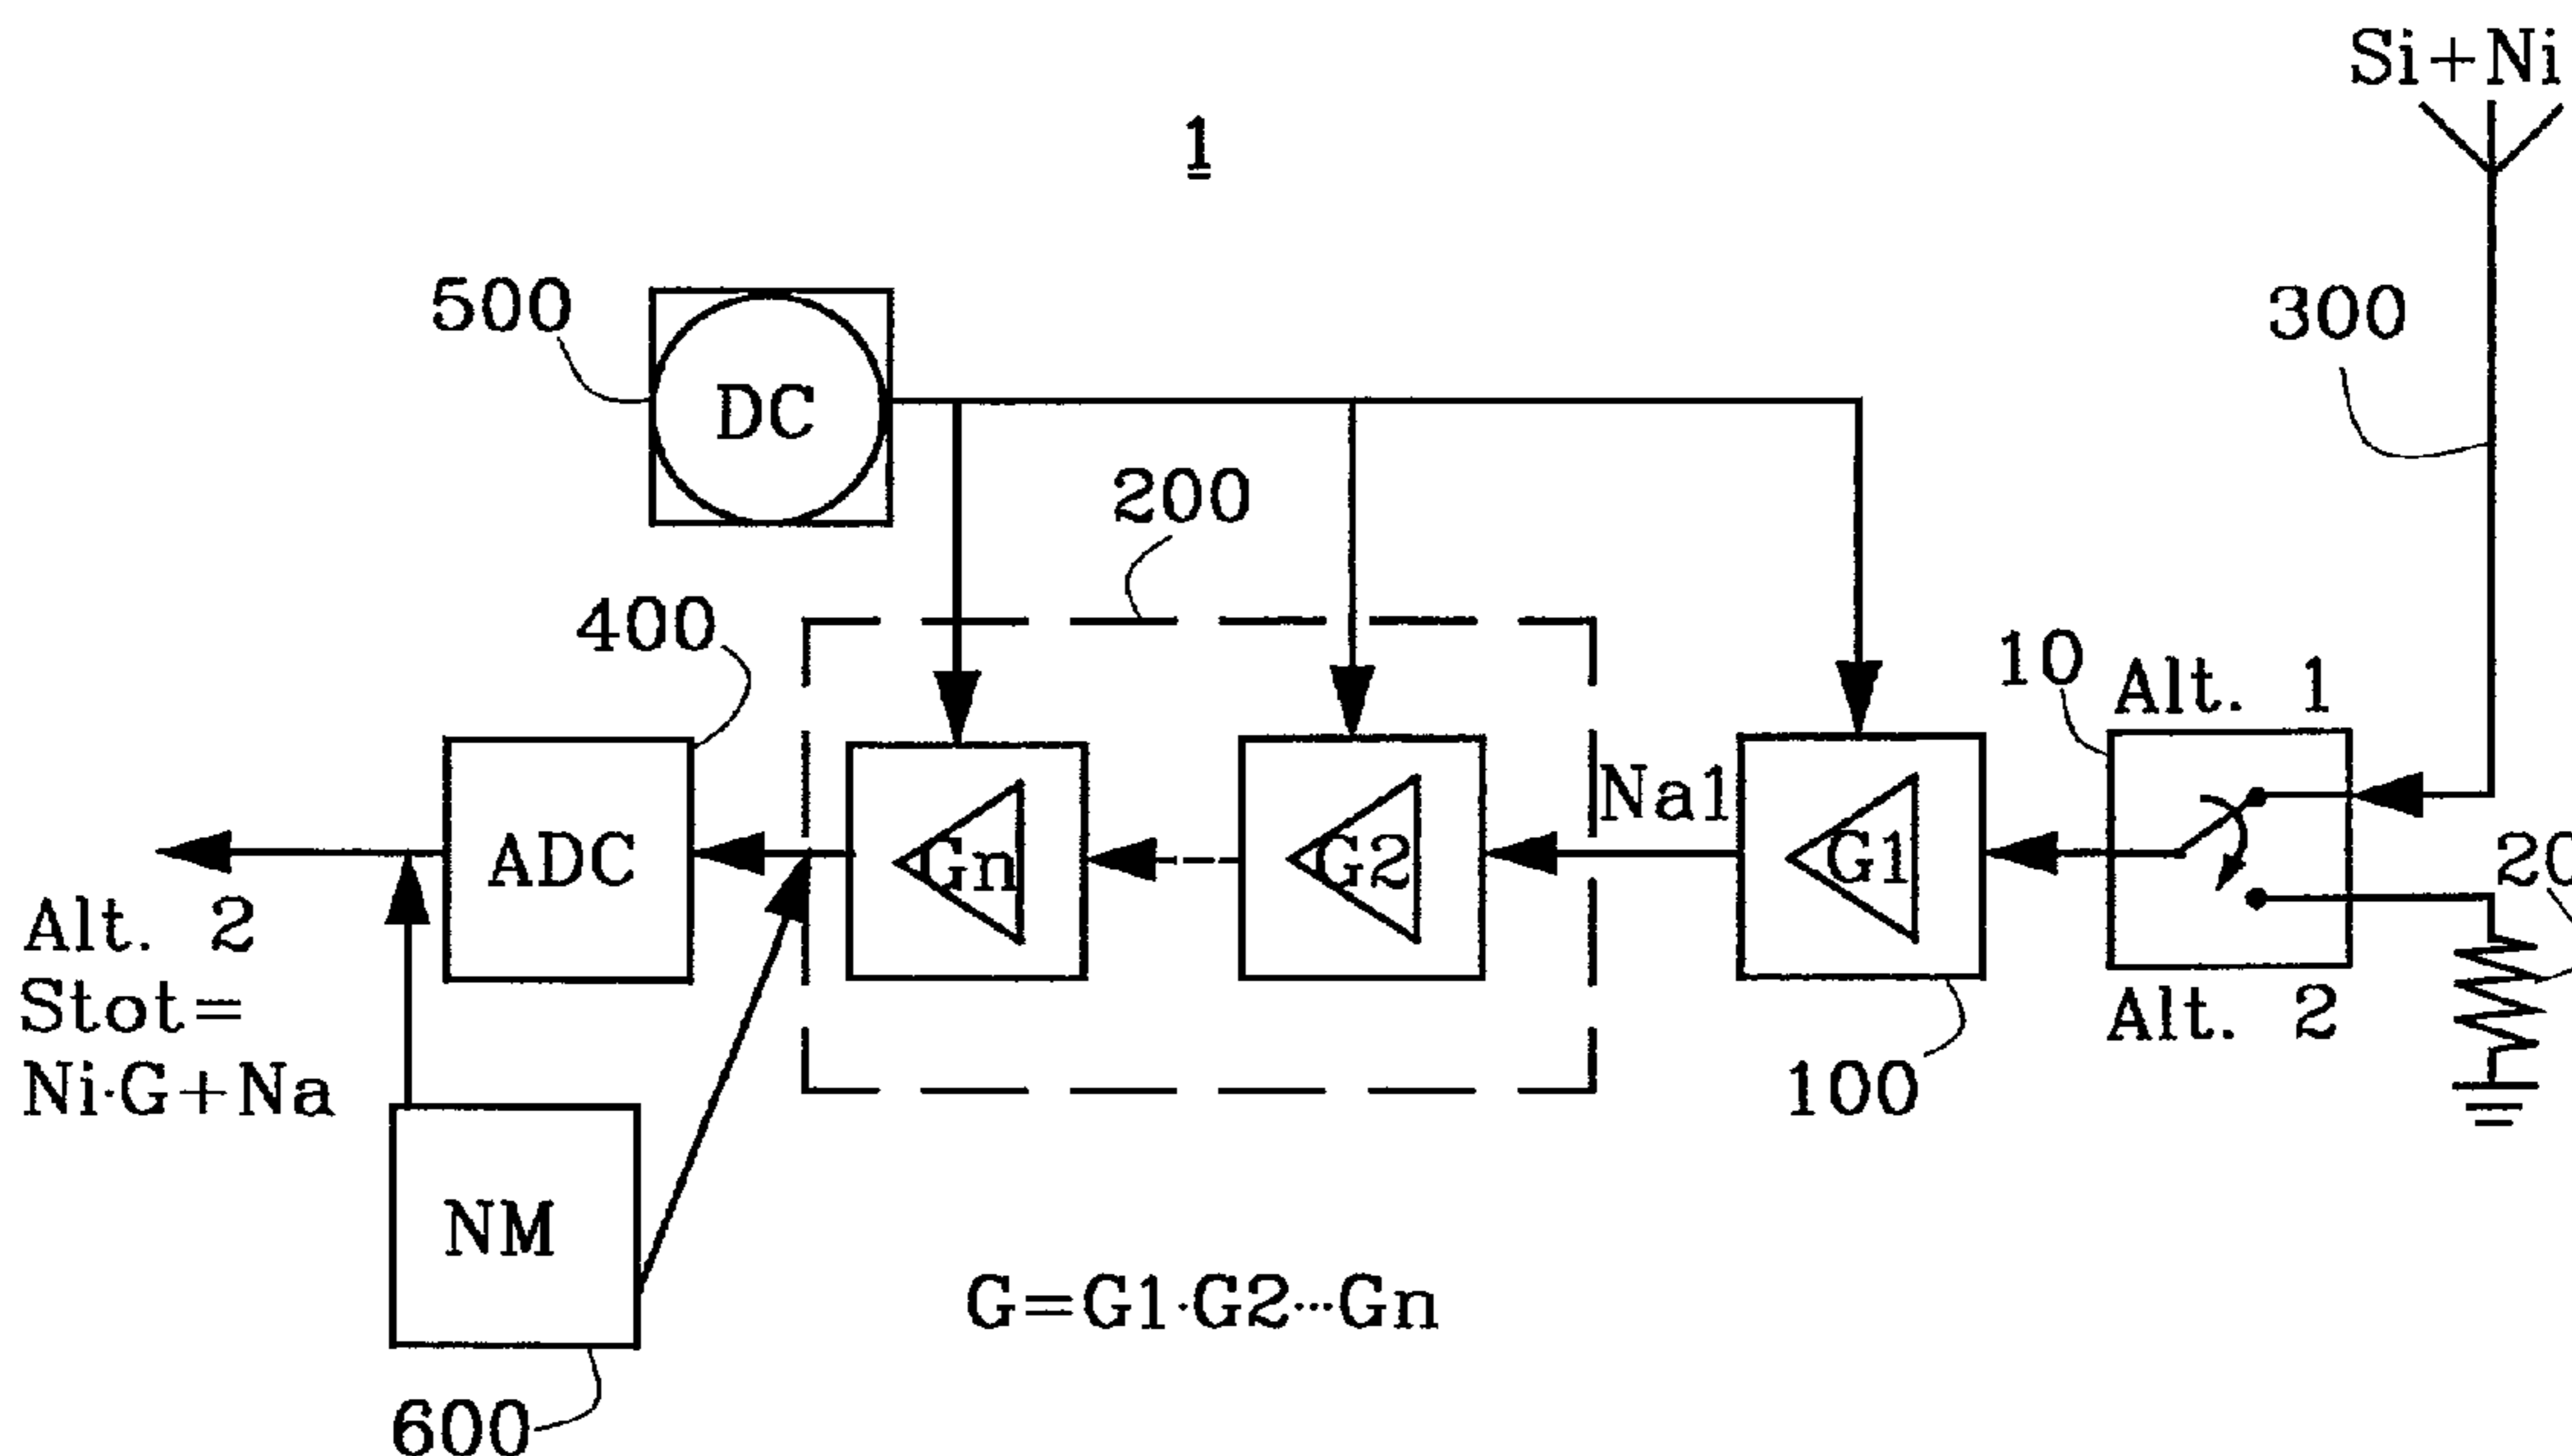 Si+Ni
1
500
DC
300
200
400
10
Alt. 1
Na1
ADC
Gn
G2
G1
20
Alt. 2
Stot=
Ni·G+Na
Alt. 2
100
NM
G=G1·G2···Gn
600